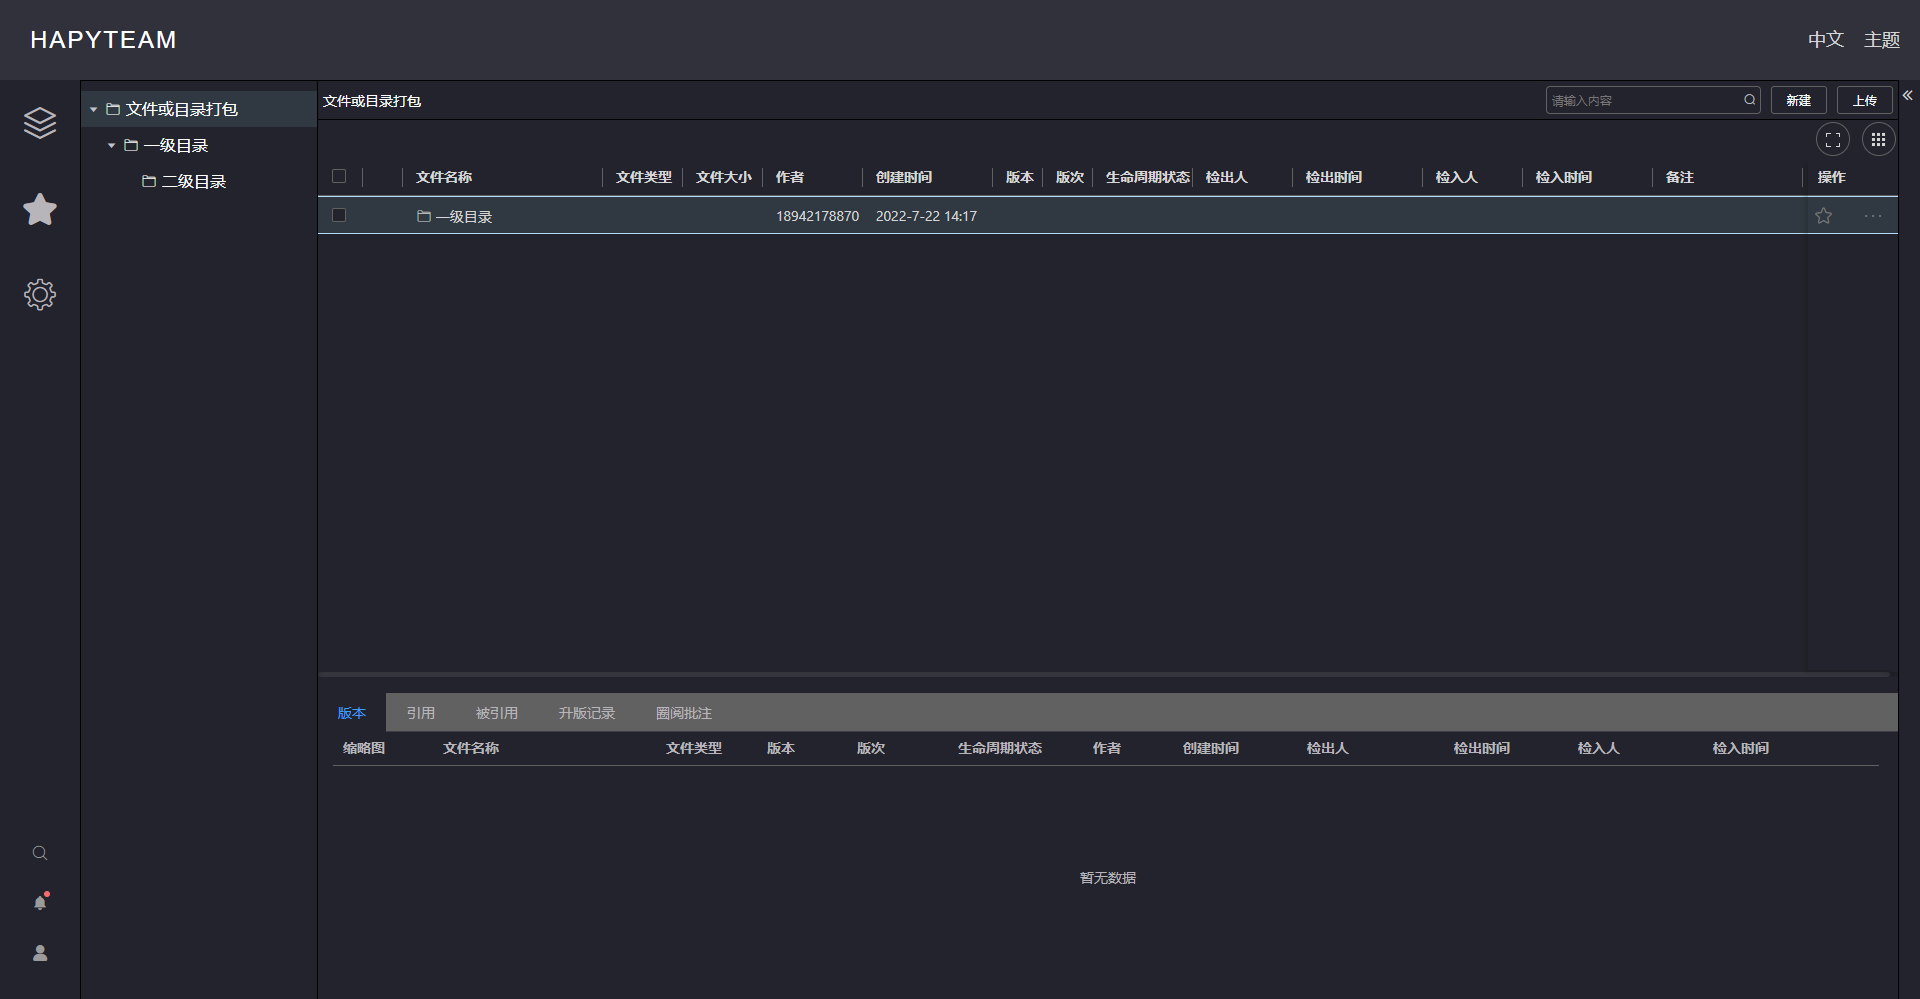 HAPYTEAM
中文 主题
文件或目录打包
一级目录
二级目录
文件或目录打包
请输入内容 新建 上传
文件名称 文件类型 文件大小 作者 创建时间 版本 版次 生命周期状态 检出人 检出时间 检入人 检入时间 备注 操作
一级目录 18942178870 2022-7-22 14:17
版本 引用 被引用 升版记录 圈阅批注
缩略图 文件名称 文件类型 版本 版次 生命周期状态 作者 创建时间 检出人 检出时间 检入人 检入时间
暂无数据